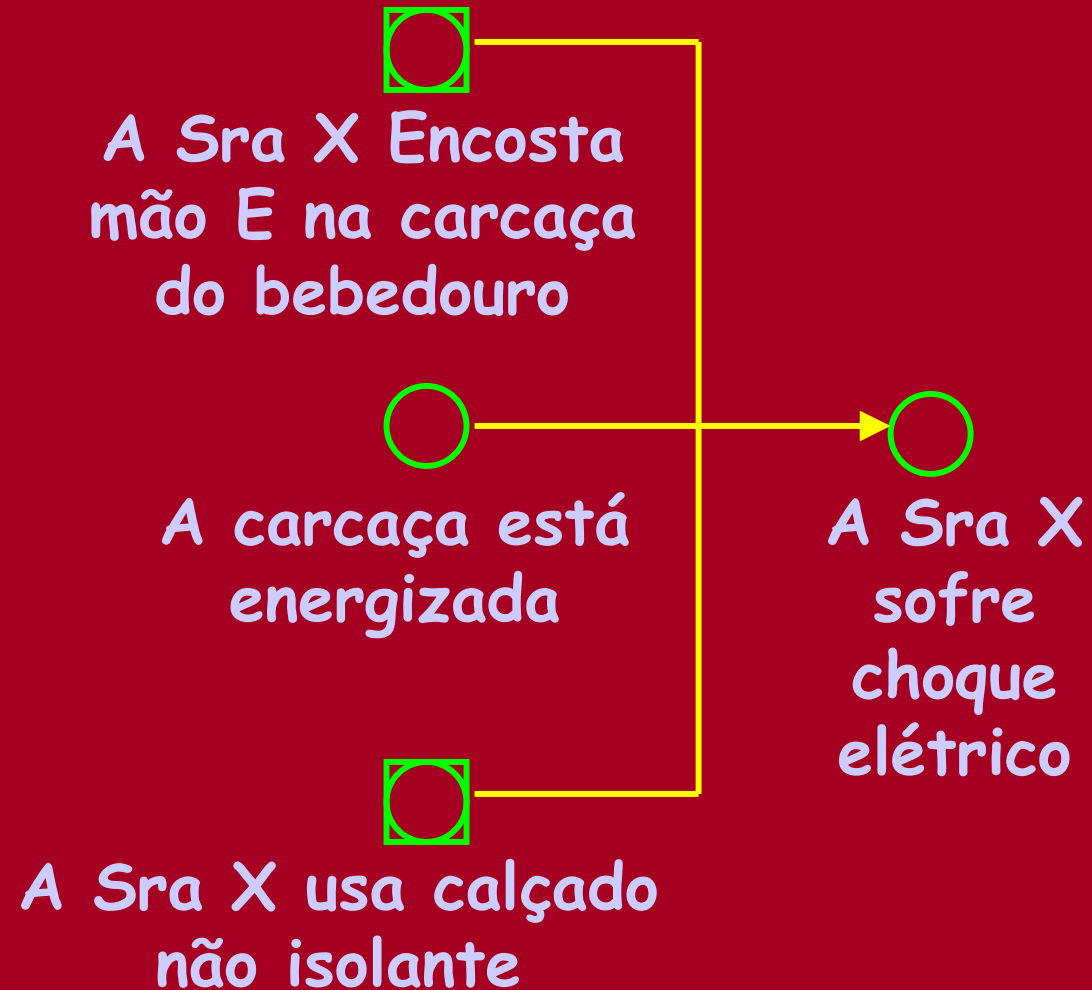 A Sra X Encosta
mão E na carcaça
do bebedouro
A carcaça está
energizada
A Sra X
sofre
choque
elétrico
A Sra X usa calçado
não isolante